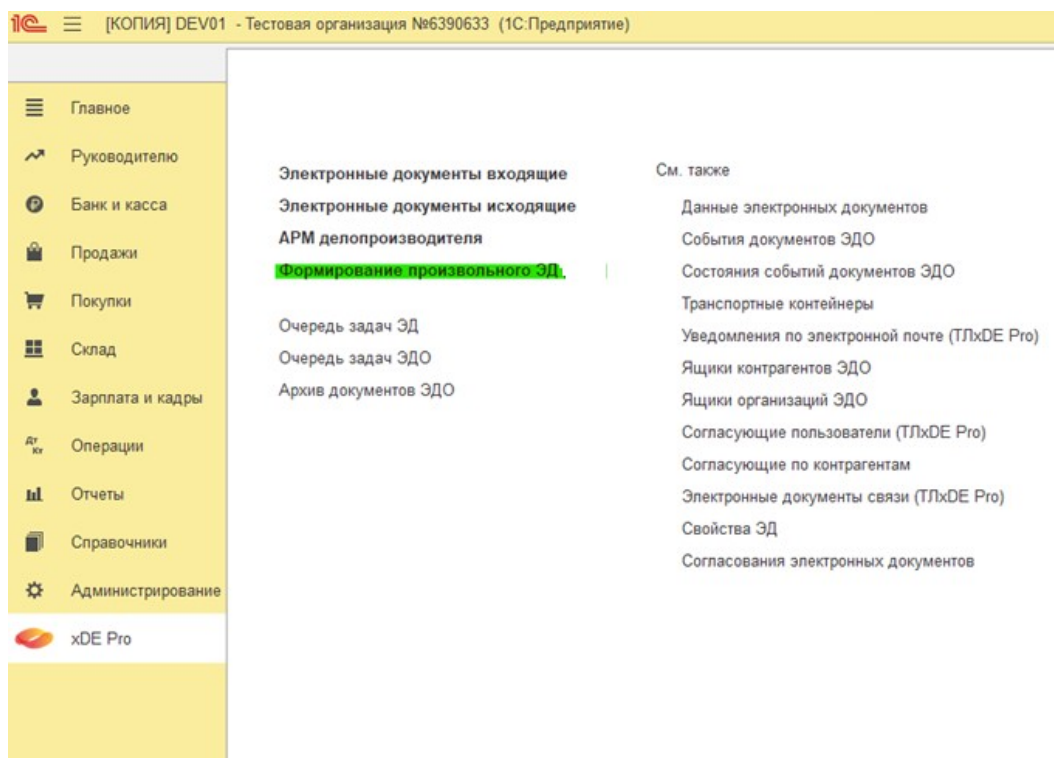 1С [КОПИЯ] DEV01 - Тестовая организация №6390633 (1С:Предприятие)
Главное
Руководителю
Банк и касса
Продажи
Покупки
Склад
Зарплата и кадры
Дт Кт Операции
Отчеты
Справочники
Администрирование
xDE Pro
Электронные документы входящие
Электронные документы исходящие
АРМ делопроизводителя
Формирование произвольного ЭД
Очередь задач ЭД
Очередь задач ЭДО
Архив документов ЭДО
См. также
Данные электронных документов
События документов ЭДО
Состояния событий документов ЭДО
Транспортные контейнеры
Уведомления по электронной почте (ТЛxDE Pro)
Ящики контрагентов ЭДО
Ящики организаций ЭДО
Согласующие пользователи (ТЛxDE Pro)
Согласующие по контрагентам
Электронные документы связи (ТЛxDE Pro)
Свойства ЭД
Согласования электронных документов